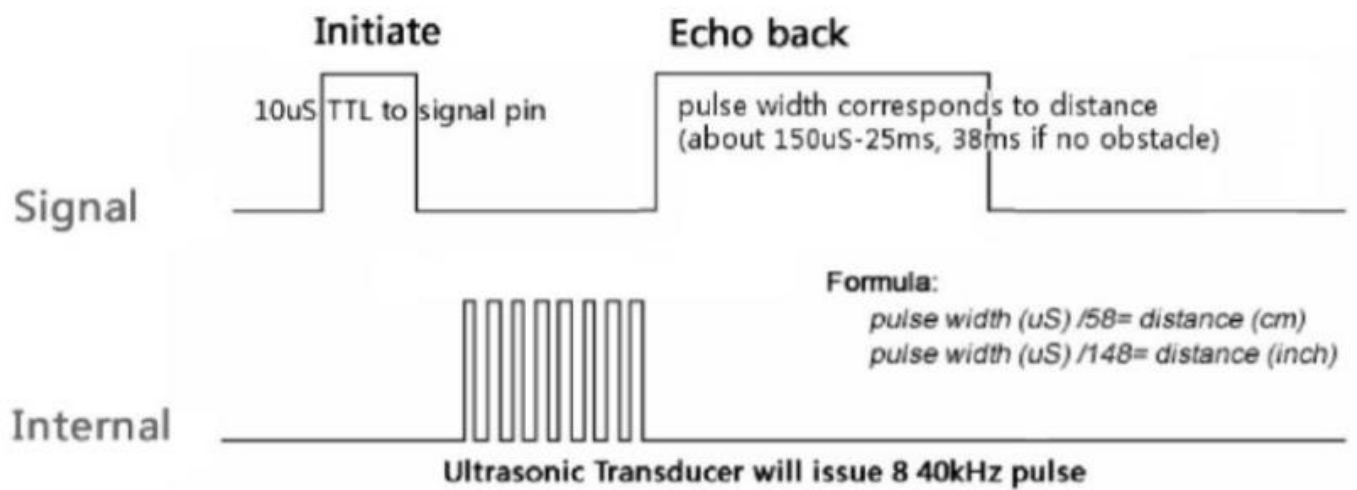 Initiate
Echo back
10uS TTL to signal pin
pulse width corresponds to distance
(about 150uS-25ms, 38ms if no obstacle)
Signal
Formula:
pulse width (uS) /58= distance (cm)
pulse width (uS) /148= distance (inch)
Internal
Ultrasonic Transducer will issue 8 40kHz pulse